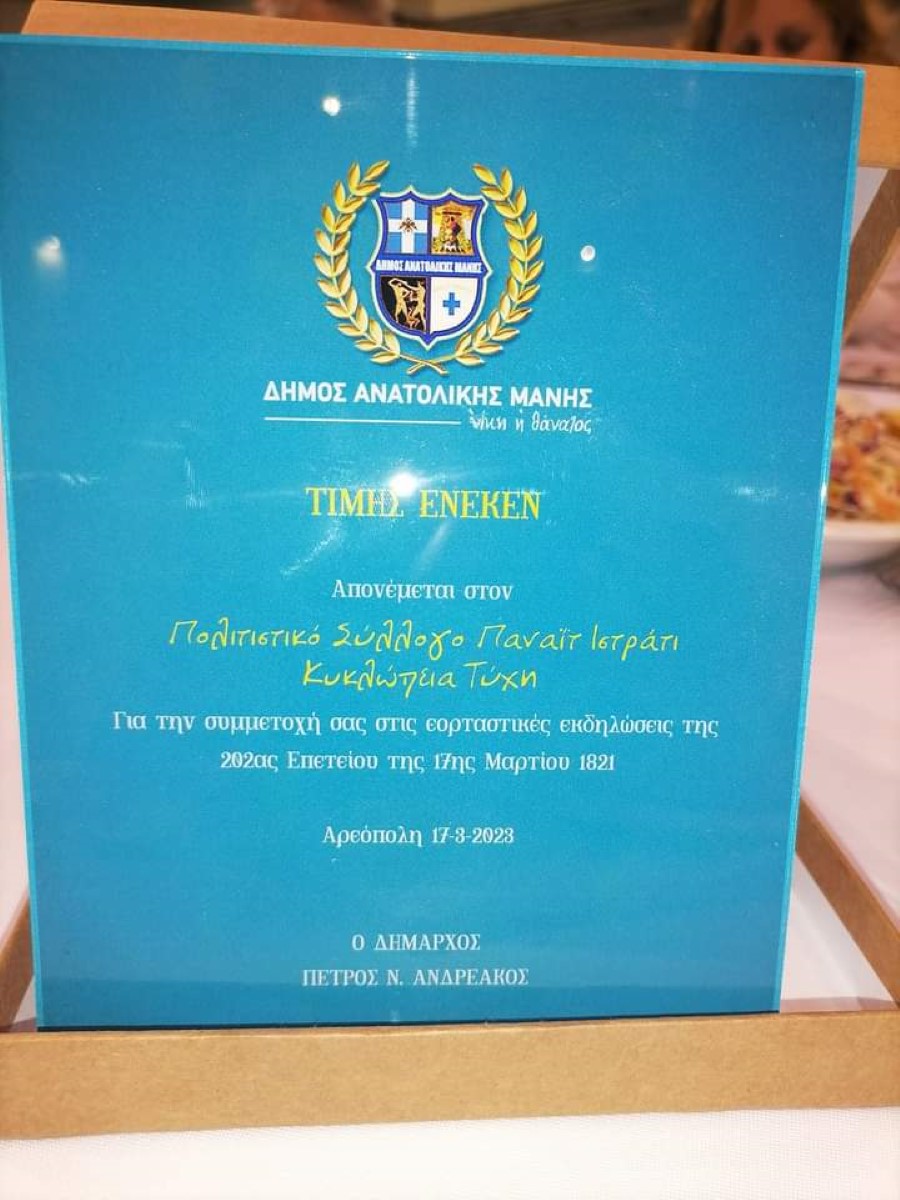 ΔΗΜΟΣ ΑΝΑΤΟΛΙΚΗΣ ΜΑΝΗΣ
ΔΗΜΟΣ ΑΝΑΤΟΛΙΚΗΣ ΜΑΝΗΣ
νίκη ή θάνατος
ΤΙΜΗΣ ΕΝΕΚΕΝ
Απονέμεται στον
Πολιτιστικό Σύλλογο Παναΐτ Ιστράτι
Κυκλώπεια Τύχη
Για την συμμετοχή σας στις εορταστικές εκδηλώσεις της
202ας Επετείου της 17ης Μαρτίου 1821
Αρεόπολη 17-3-2023
Ο ΔΗΜΑΡΧΟΣ
ΠΕΤΡΟΣ Ν. ΑΝΔΡΕΑΚΟΣ